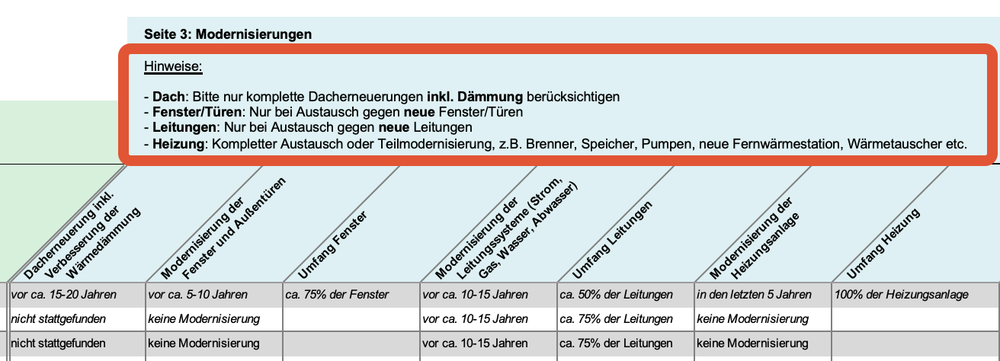 Seite 3: Modernisierungen
Hinweise:
- Dach: Bitte nur komplette Dacherneuerungen inkl. Dämmung berücksichtigen
- Fenster/Türen: Nur bei Austausch gegen neue Fenster/Türen
- Leitungen: Nur bei Austausch gegen neue Leitungen
- Heizung: Kompletter Austausch oder Teilmodernisierung, z.B. Brenner, Speicher, Pumpen, neue Fernwärmestation, Wärmetauscher etc.
Dacherneuerung inkl.
Verbesserung der
Wärmedämmung
Modernisierung der
Fenster und Außentüren
Umfang Fenster
Modernisierung der
Leitungssysteme (Strom,
Gas, Wasser, Abwasser)
Umfang Leitungen
Modernisierung der
Heizungsanlage
Umfang Heizung
vor ca. 15-20 Jahren vor ca. 5-10 Jahren ca. 75% der Fenster vor ca. 10-15 Jahren ca. 50% der Leitungen in den letzten 5 Jahren 100% der Heizungsanlage
nicht stattgefunden keine Modernisierung vor ca. 10-15 Jahren ca. 75% der Leitungen keine Modernisierung
nicht stattgefunden keine Modernisierung vor ca. 10-15 Jahren ca. 75% der Leitungen keine Modernisierung